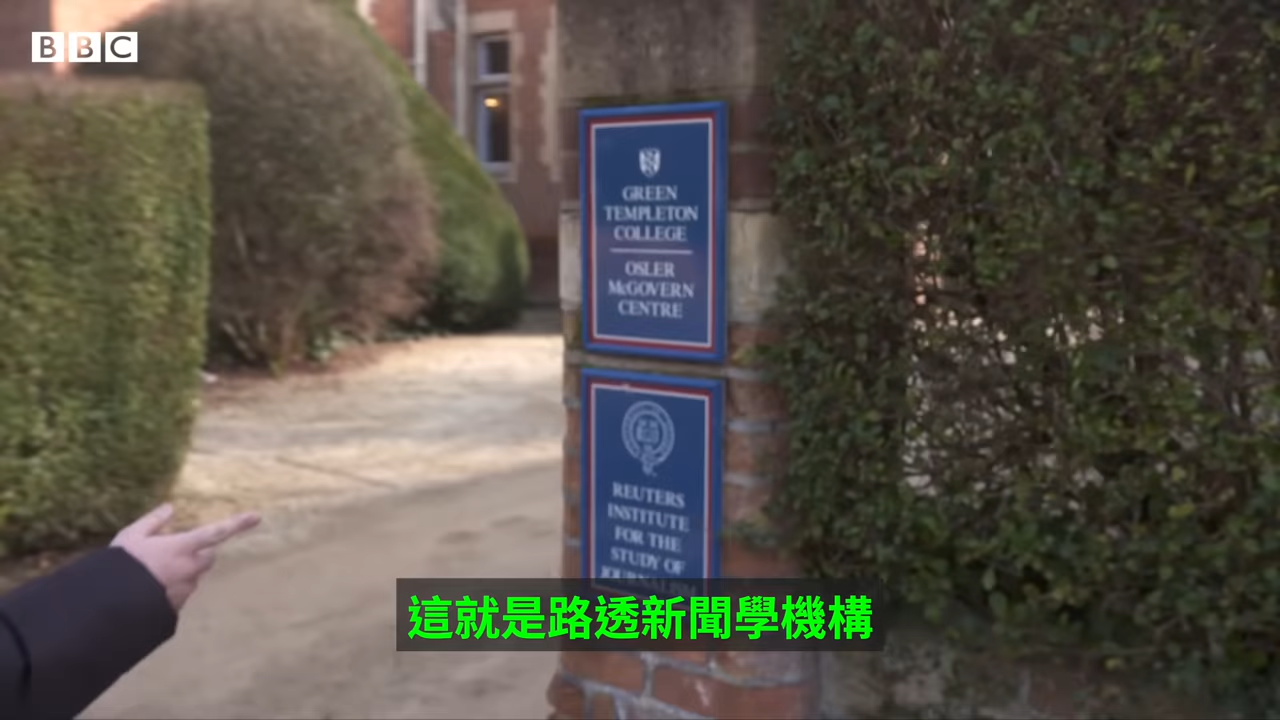 BBC
GREEN
TEMPLETON
COLLEGE
OSLER
McGOVERN
CENTRE
REUTERS
INSTITUTE
FOR THE
STUDY OF
JOURNALISM
這就是路透新聞學機構